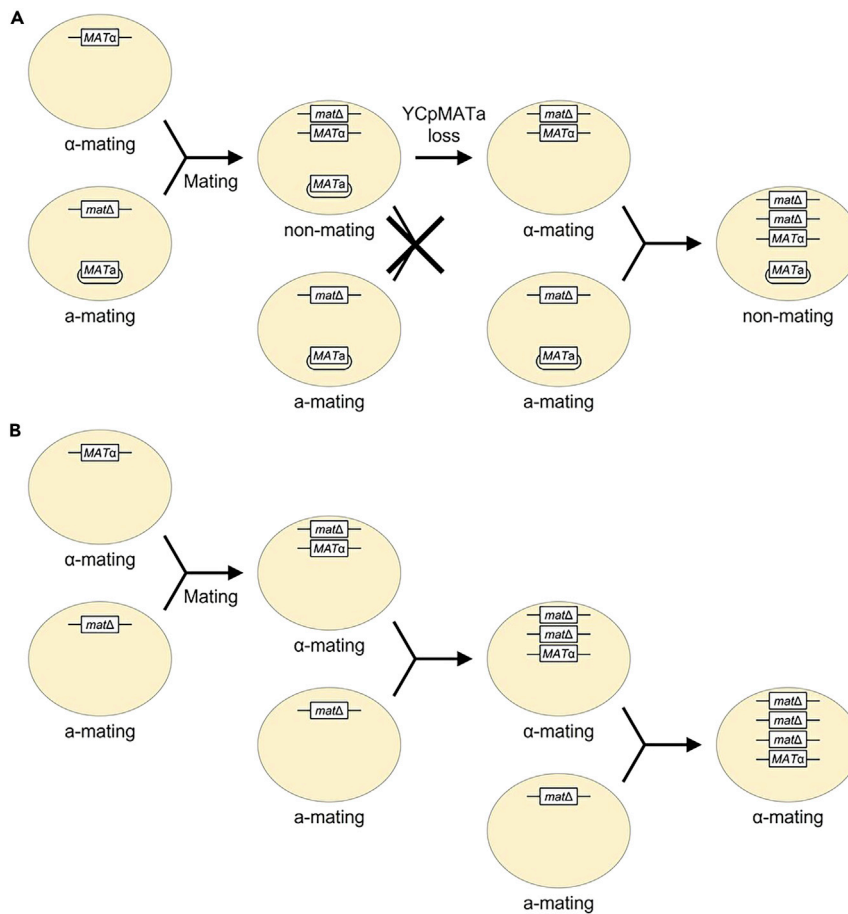 A
MATα
α-mating
matΔ
MATa
a-mating
Mating
matΔ
MATα
MATa
non-mating
matΔ
MATa
a-mating
YCpMATa
loss
matΔ
MATα
α-mating
matΔ
MATa
a-mating
matΔ
matΔ
MATα
MATa
non-mating
B
MATα
α-mating
matΔ
a-mating
Mating
matΔ
MATα
α-mating
matΔ
a-mating
matΔ
matΔ
MATα
α-mating
matΔ
a-mating
matΔ
matΔ
matΔ
MATα
α-mating